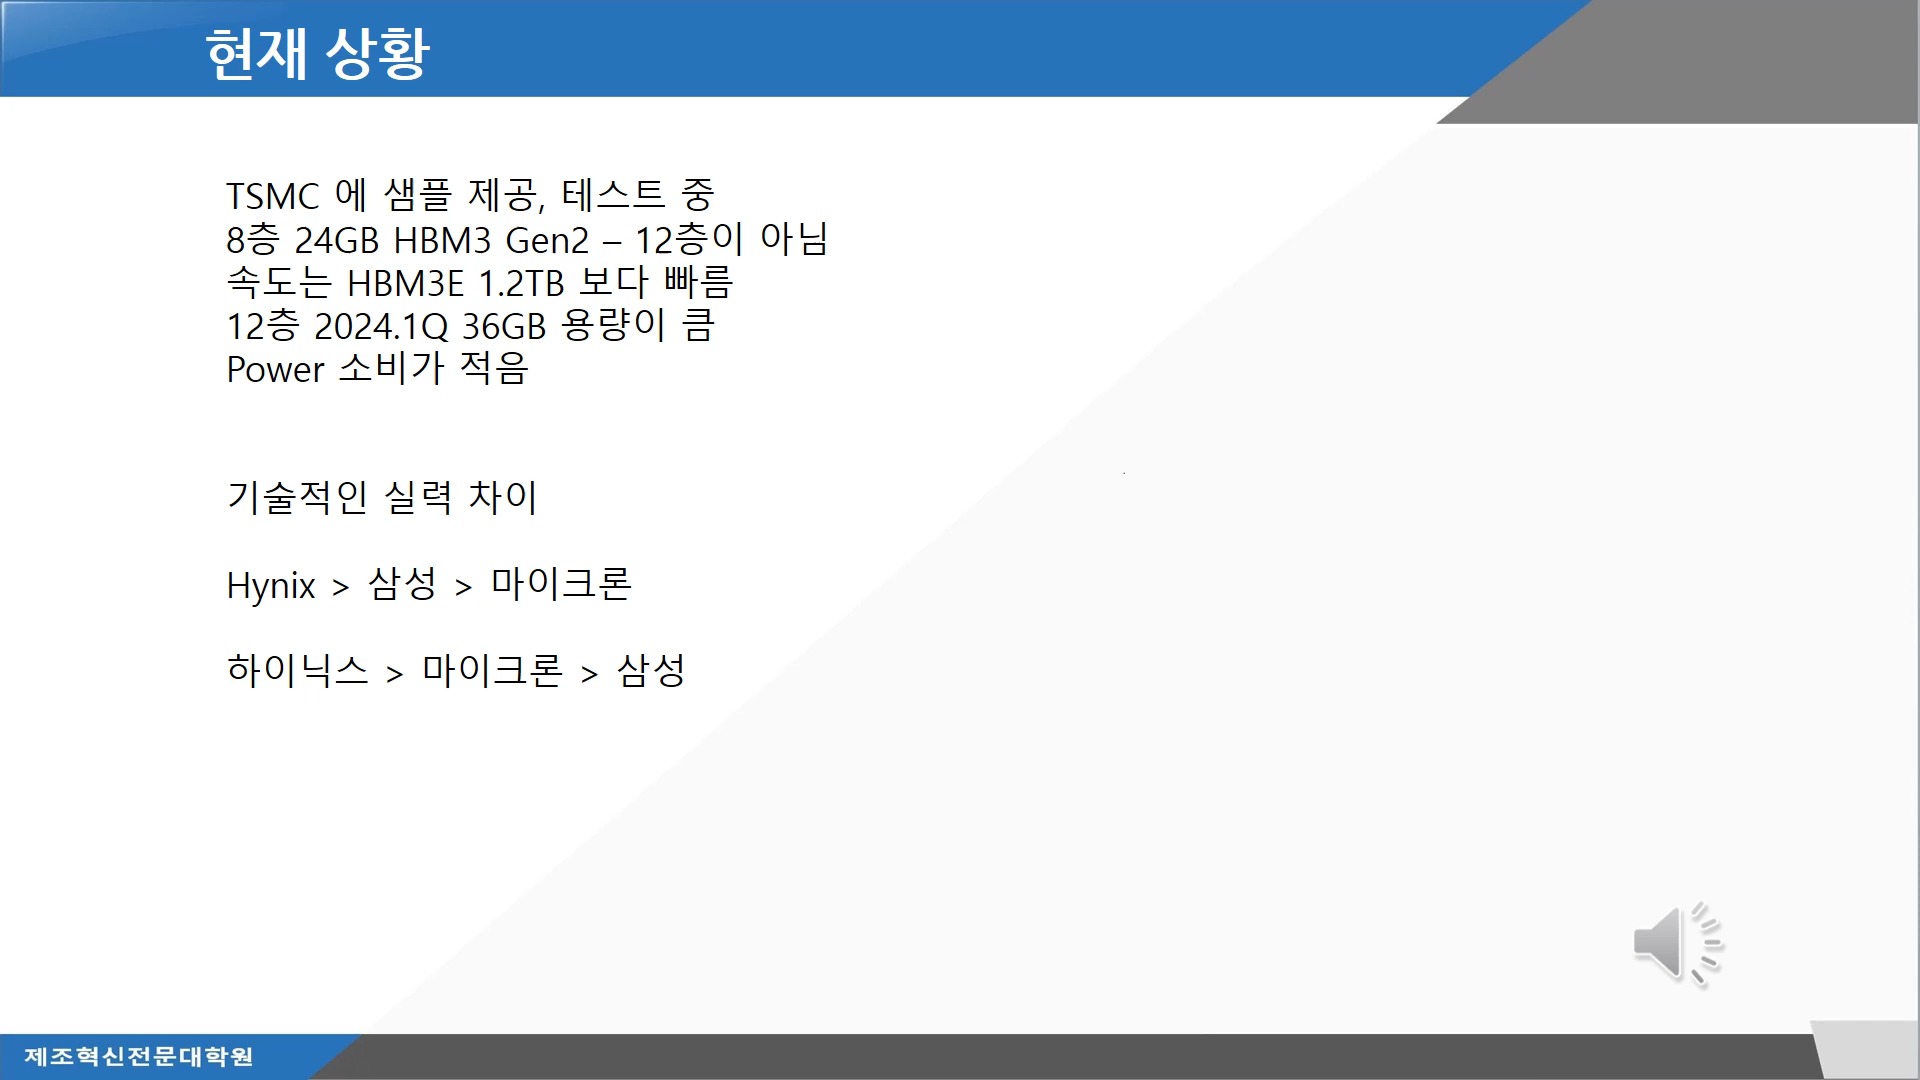 현재 상황
TSMC 에 샘플 제공, 테스트 중
8층 24GB HBM3 Gen2 – 12층이 아님
속도는 HBM3E 1.2TB 보다 빠름
12층 2024.1Q 36GB 용량이 큼
Power 소비가 적음
기술적인 실력 차이
Hynix > 삼성 > 마이크론
하이닉스 > 마이크론 > 삼성
제조혁신전문대학원